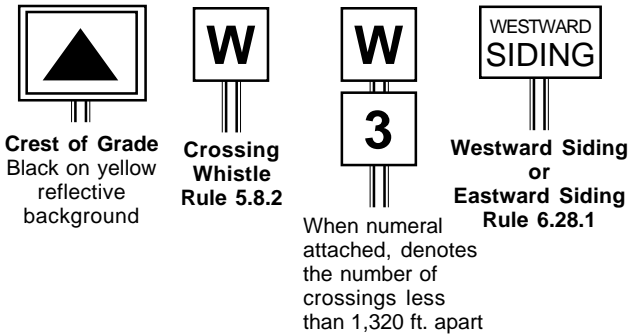 Crest of Grade
Black on yellow
reflective
background
W
Crossing
Whistle
Rule 5.8.2
W
3
When numeral
attached, denotes
the number of
crossings less
than 1,320 ft. apart
WESTWARD
SIDING
Westward Siding
or
Eastward Siding
Rule 6.28.1